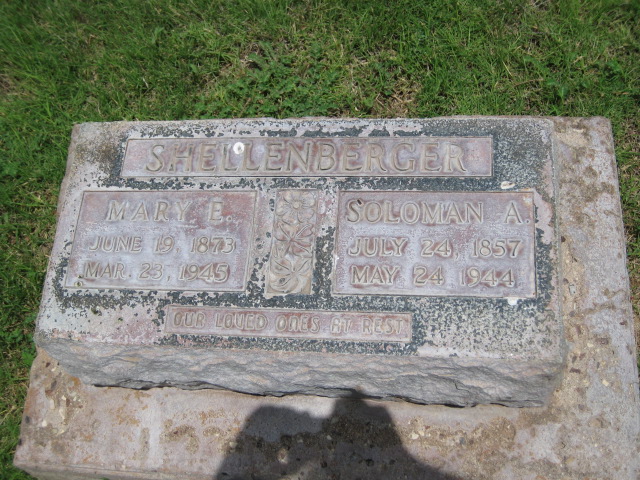 SHELLENBERGER
MARY E.
JUNE 19, 1873
MAR. 23, 1945
SOLOMAN A.
JULY 24, 1857
MAY 24 1944
OUR LOVED ONES AT REST